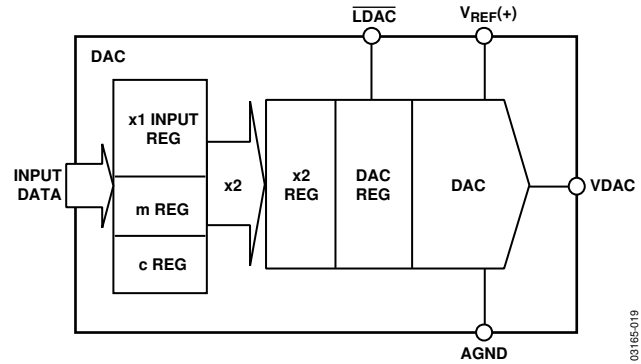 LDAC
VREF(+)
DAC
x1 INPUT
REG
INPUT
DATA
m REG
c REG
x2
x2
REG
DAC
REG
DAC
VDAC
AGND
03165-019